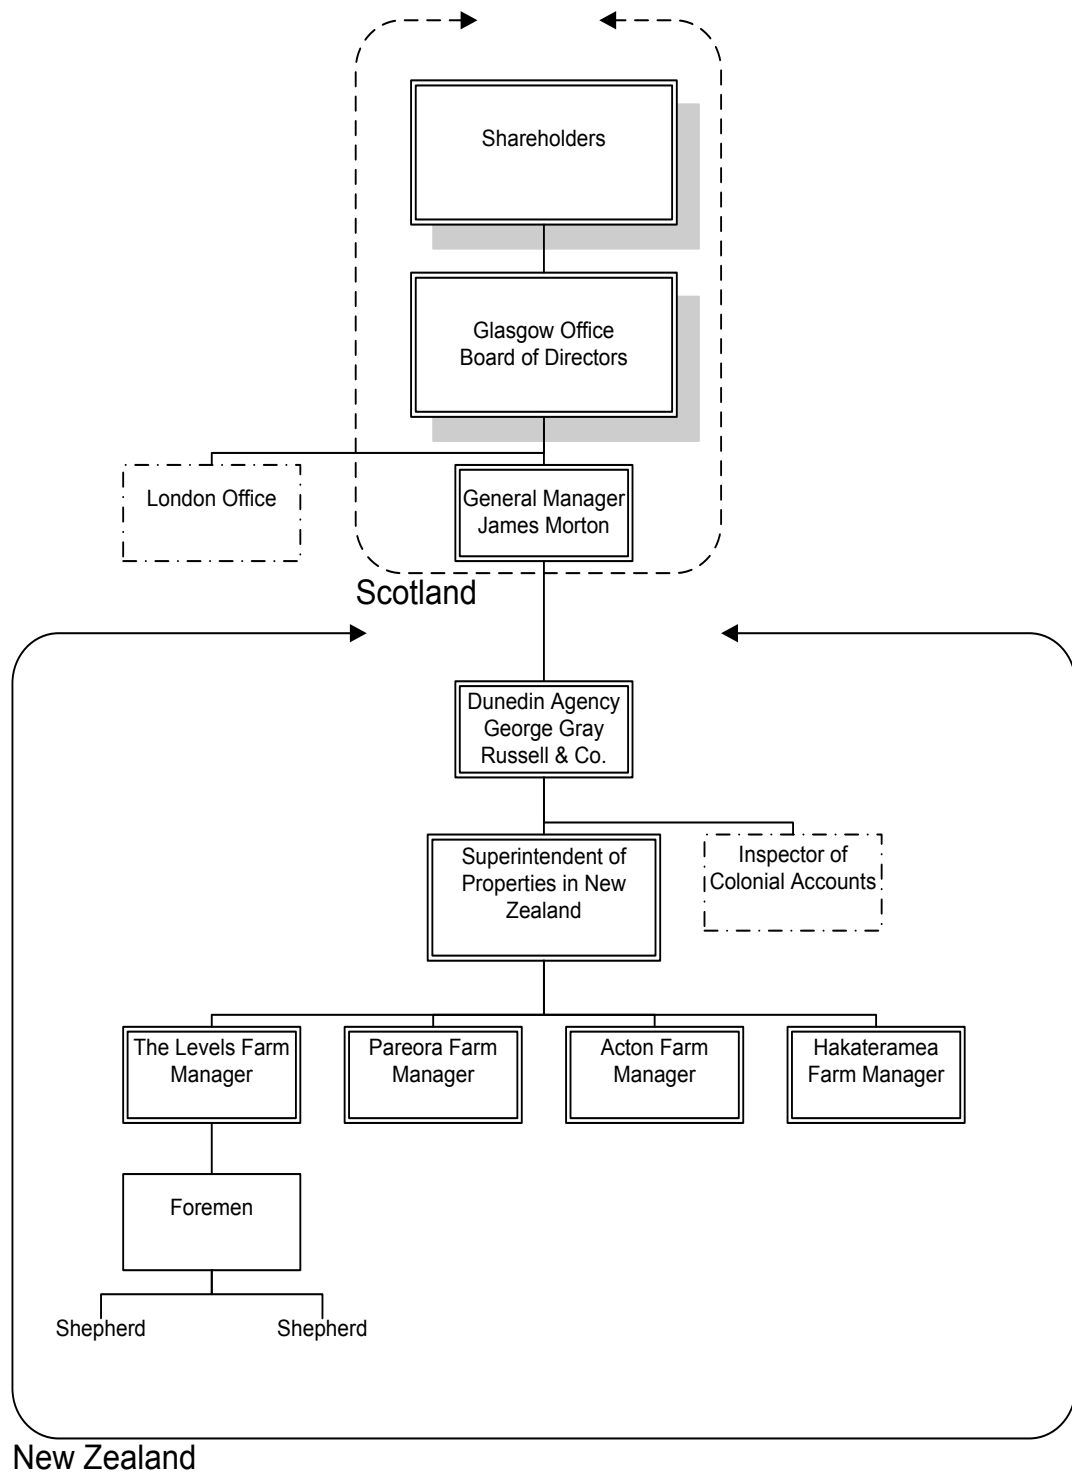 Shareholders
Glasgow Office
Board of Directors
London Office
General Manager
James Morton
Scotland
Dunedin Agency
George Gray
Russell & Co.
Superintendent of
Properties in New
Zealand
Inspector of
Colonial Accounts
The Levels Farm
Manager
Pareora Farm
Manager
Acton Farm
Manager
Hakateramea
Farm Manager
Foremen
Shepherd
Shepherd
New Zealand